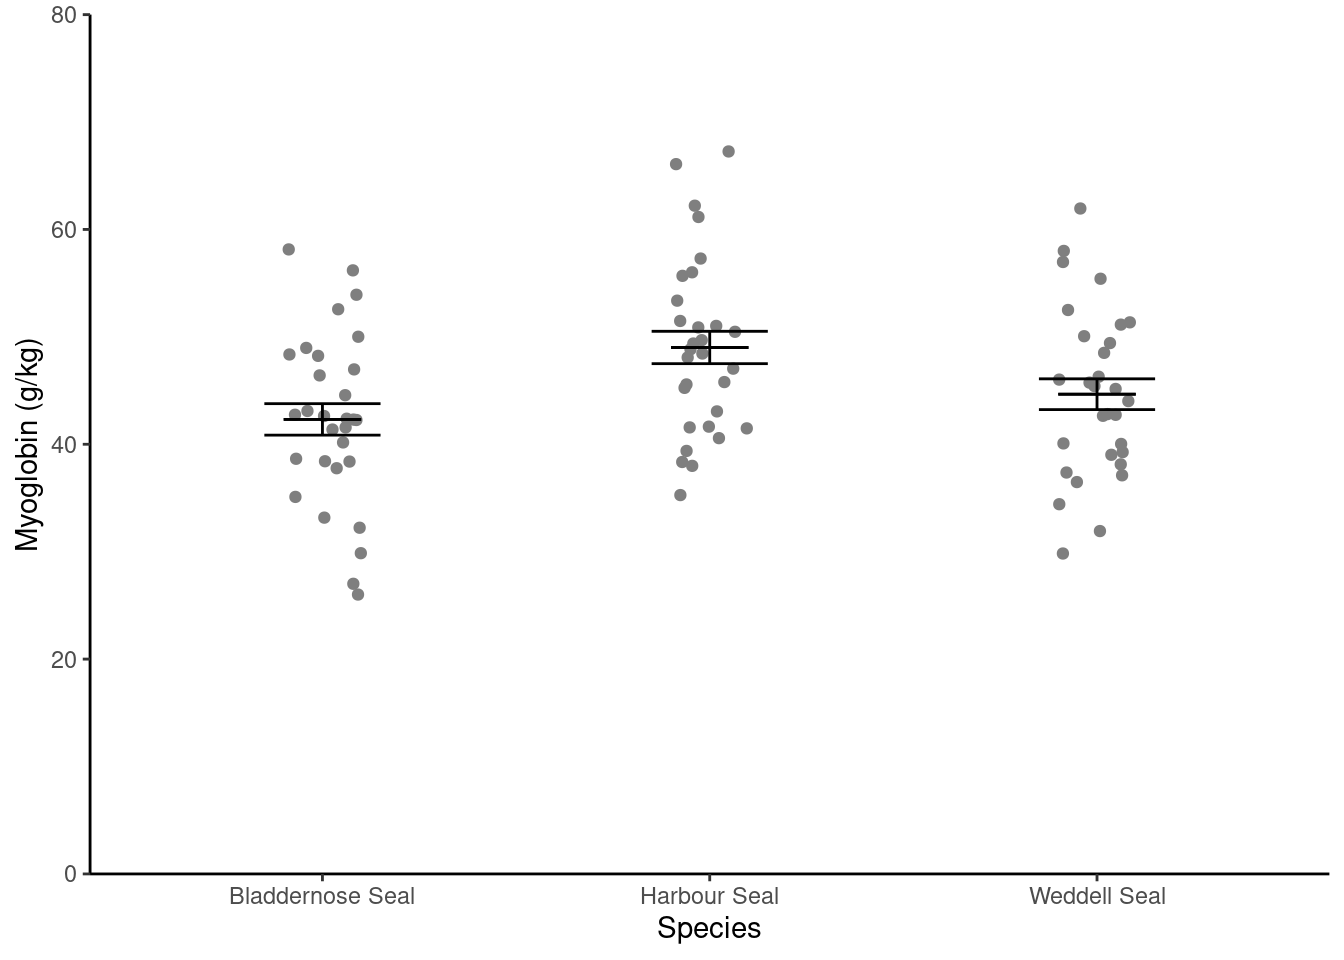 80
60
40
20
0
Myoglobin (g/kg)
Bladdernose Seal
Harbour Seal
Weddell Seal
Species